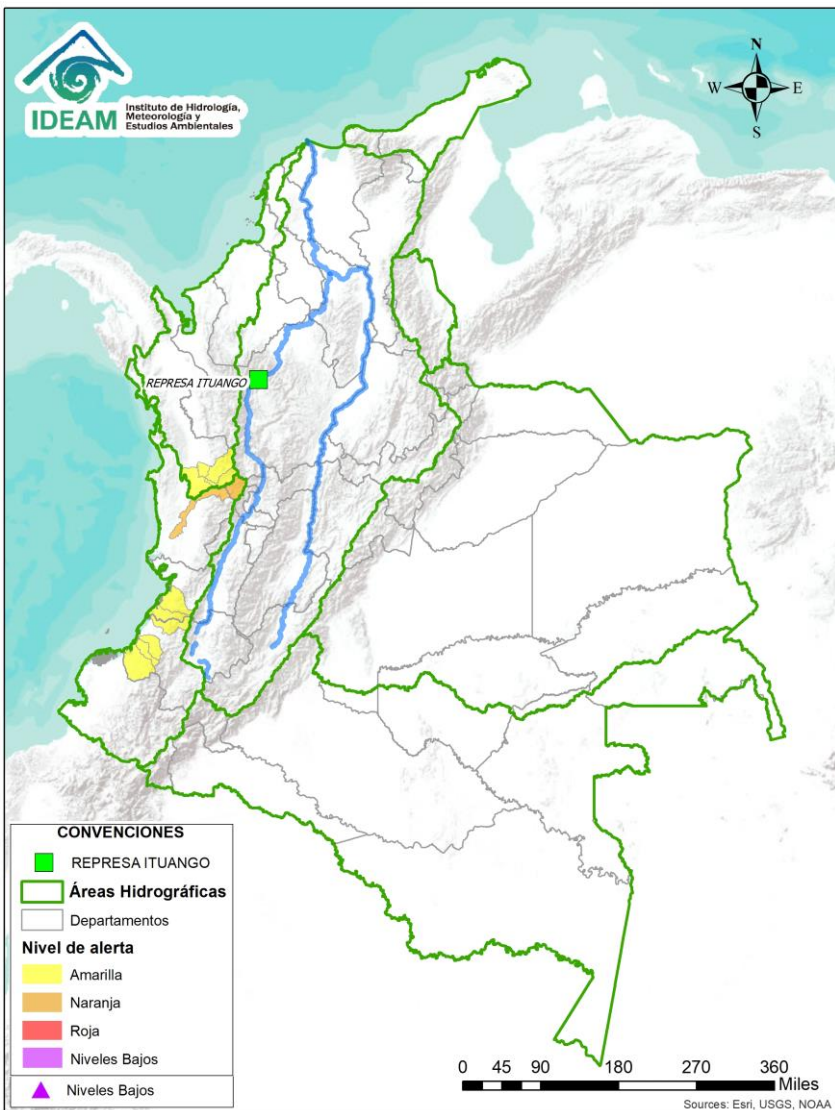 IDEAM
Instituto de Hidrología,
Meteorología y
Estudios Ambientales
N
W
E
S
REPRESA ITUANGO
CONVENCIONES
REPRESA ITUANGO
Áreas Hidrográficas
Departamentos
Nivel de alerta
Amarilla
Naranja
Roja
Niveles Bajos
Niveles Bajos
0 45 90 180 270 360
Miles
Sources: Esri, USGS, NOAA